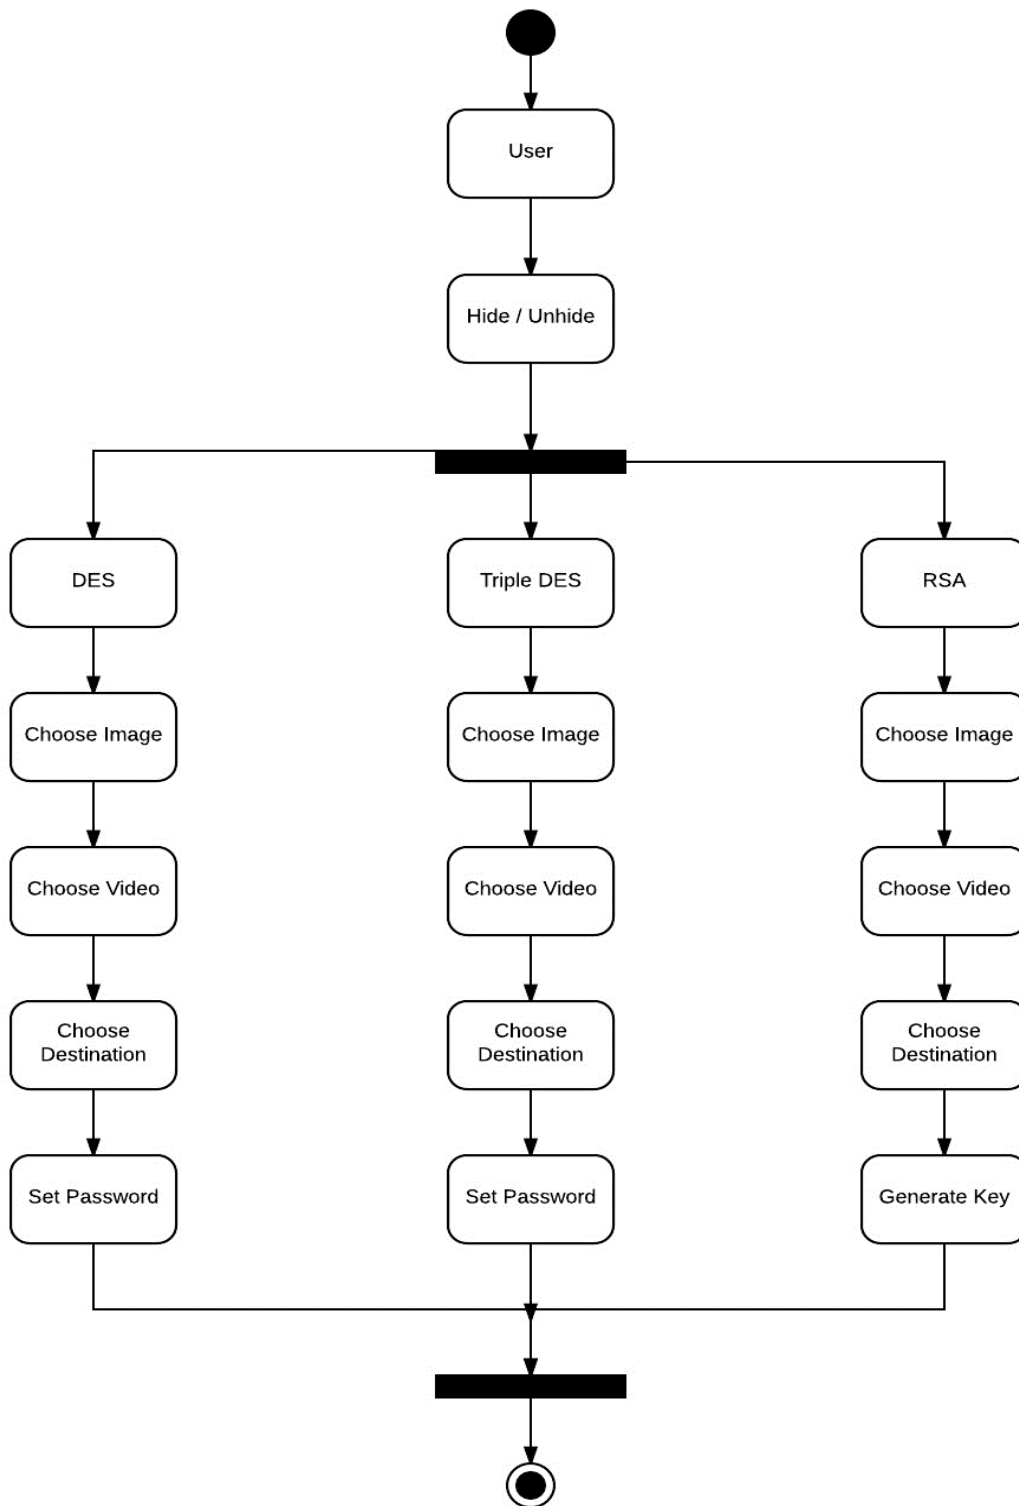 User
Hide / Unhide
DES
Triple DES
RSA
Choose Image
Choose Image
Choose Image
Choose Video
Choose Video
Choose Video
Choose
Destination
Choose
Destination
Choose
Destination
Set Password
Set Password
Generate Key